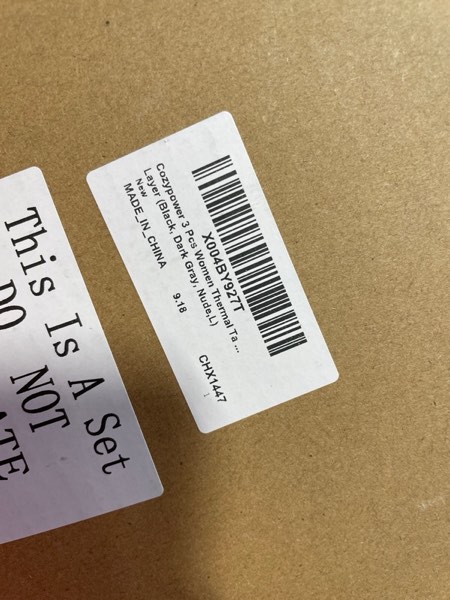 X004BY927T
Cozypower 3 Pcs Women Thermal Ta ...
Layer (Black, Dark Gray, Nude,L)
New
MADE_IN_CHINA
9.18
CHX1447
1
This Is A Set
DO NOT